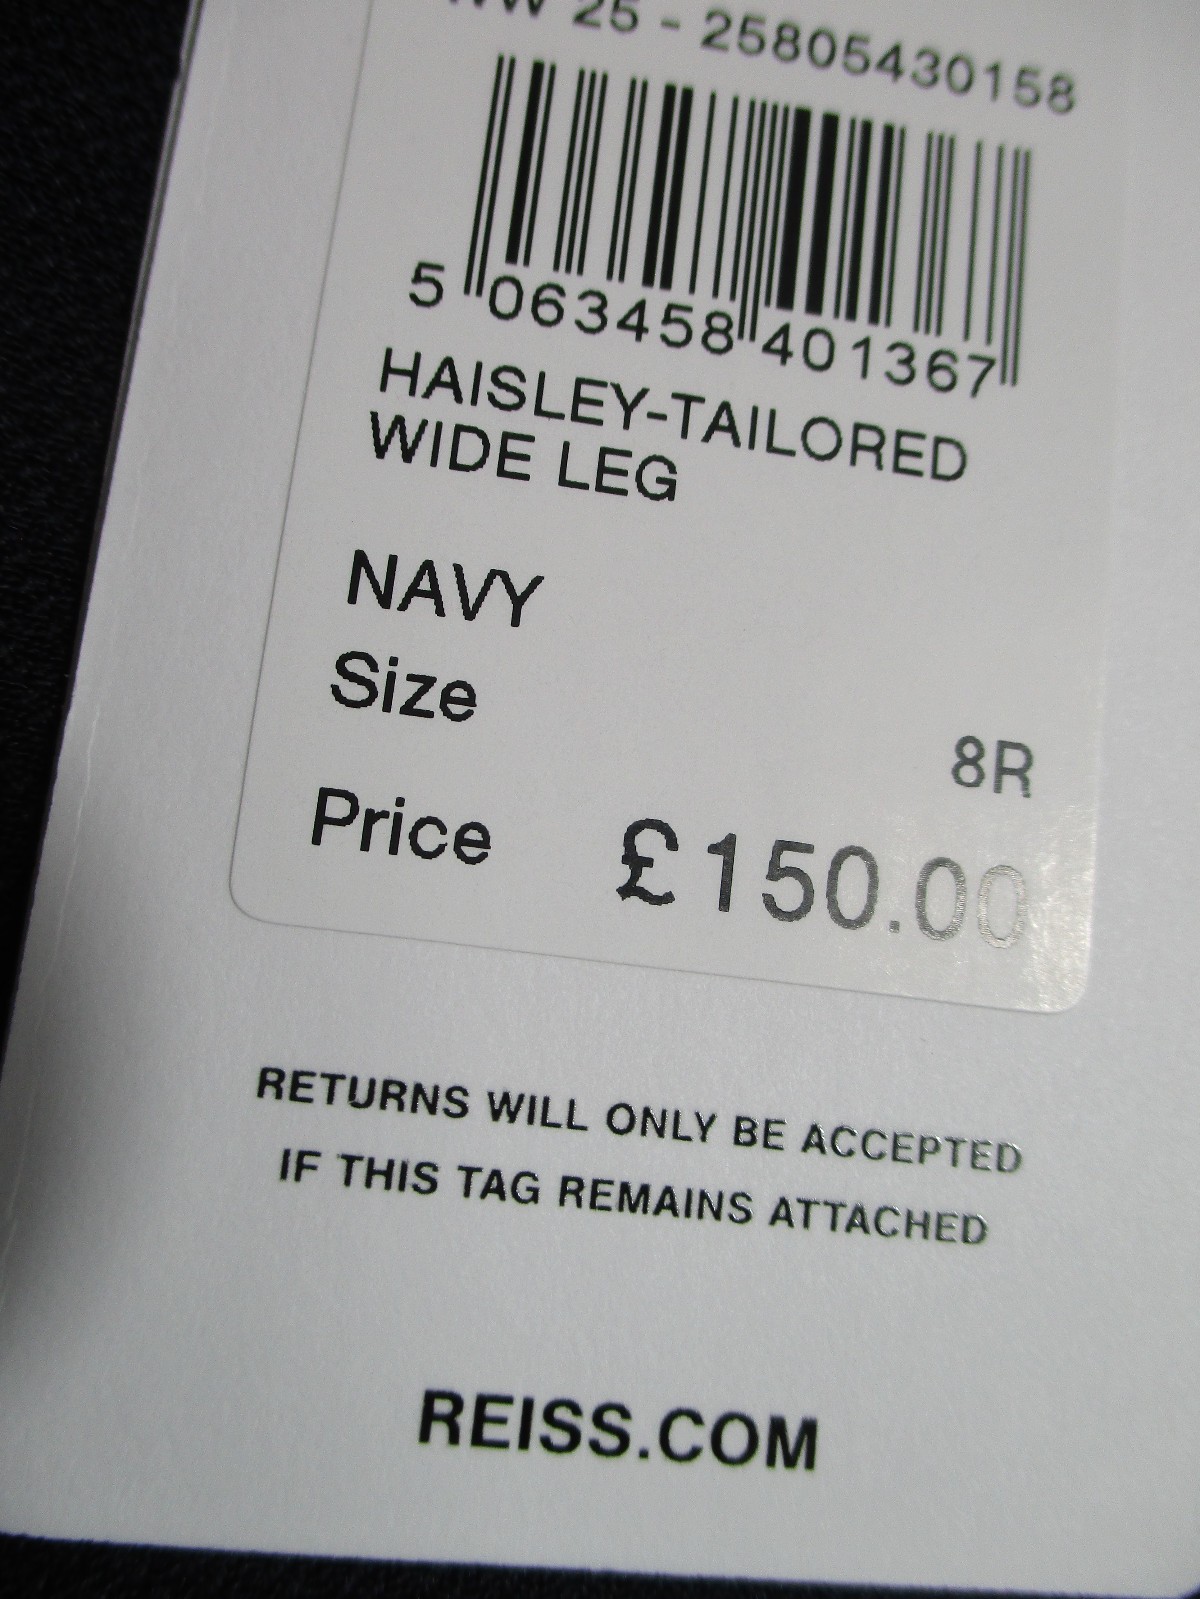 25 - 25805430158
5 063458 401367
HAISLEY-TAILORED
WIDE LEG
NAVY
Size
8R
Price £150.00
RETURNS WILL ONLY BE ACCEPTED
IF THIS TAG REMAINS ATTACHED
REISS.COM